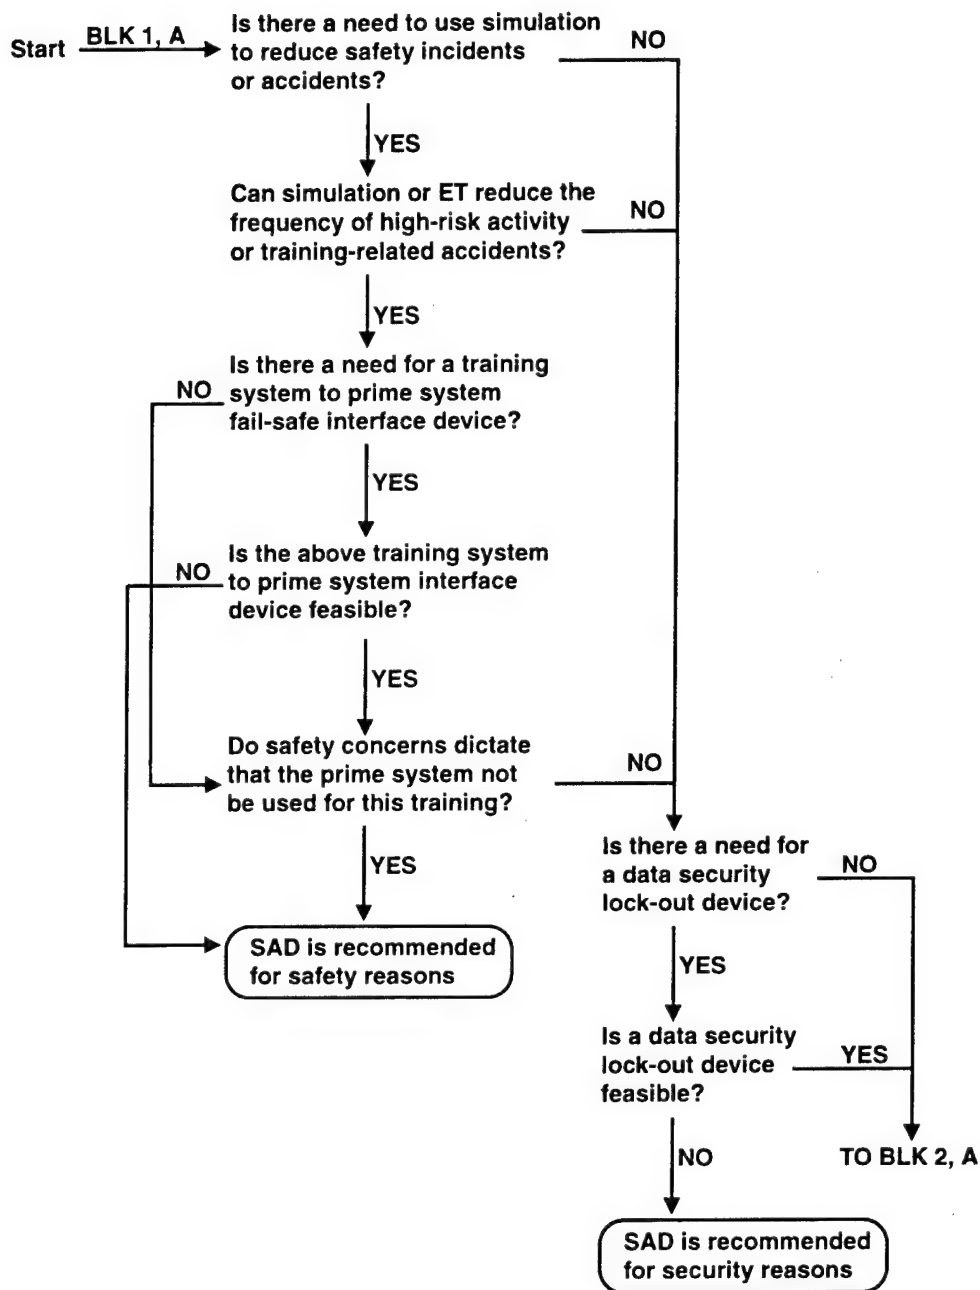 Start
BLK 1, A
Is there a need to use simulation
to reduce safety incidents
or accidents?
NO
YES
Can simulation or ET reduce the
frequency of high-risk activity
or training-related accidents?
NO
YES
Is there a need for a training
system to prime system
fail-safe interface device?
NO
YES
Is the above training system
to prime system interface
device feasible?
NO
YES
Do safety concerns dictate
that the prime system not
be used for this training?
NO
YES
SAD is recommended
for safety reasons
Is there a need for
a data security
lock-out device?
NO
YES
Is a data security
lock-out device
feasible?
YES
NO
TO BLK 2, A
SAD is recommended
for security reasons